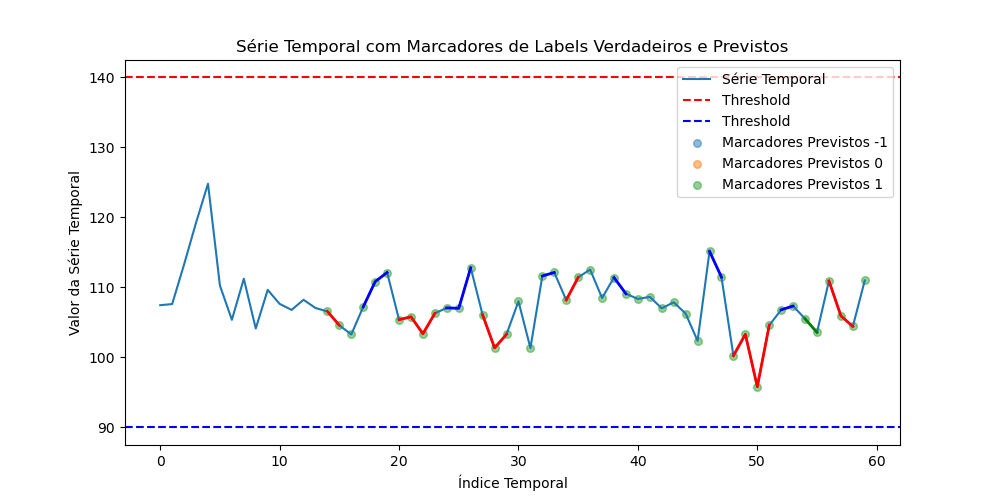 Série Temporal com Marcadores de Labels Verdadeiros e Previstos
Valor da Série Temporal
140
130
120
110
100
90
Série Temporal
Threshold
Threshold
Marcadores Previstos -1
Marcadores Previstos 0
Marcadores Previstos 1
0 10 20 30 40 50 60
Índice Temporal